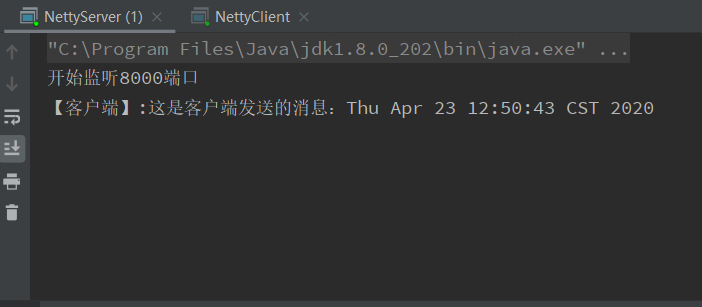 NettyServer (1) NettyClient
"C:\Program Files\Java\jdk1.8.0_202\bin\java.exe" ...
开始监听8000端口
【客户端】:这是客户端发送的消息：Thu Apr 23 12:50:43 CST 2020